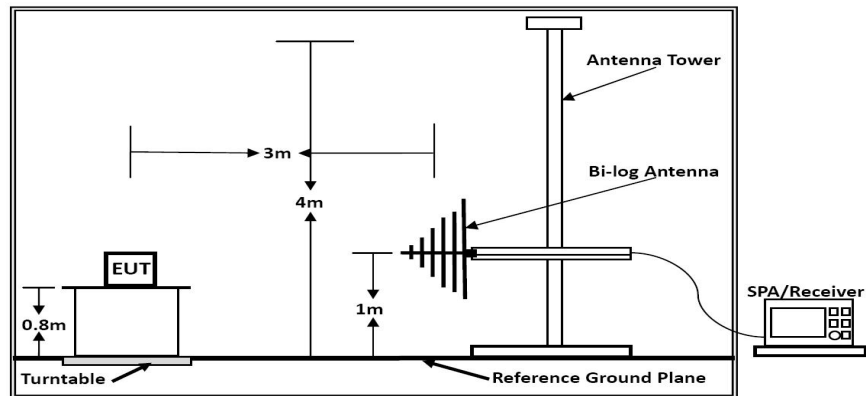 Antenna Tower
3m
Bi-log Antenna
4m
EUT
1m
SPA/Receiver
0.8m
Turntable
Reference Ground Plane